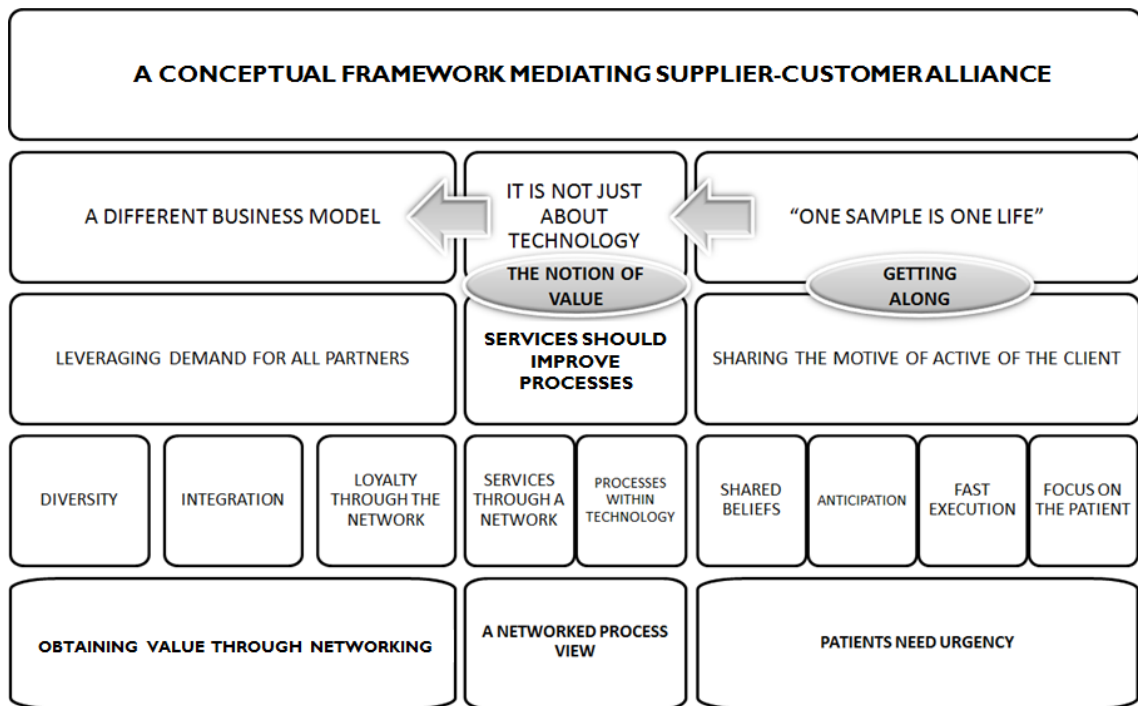 A CONCEPTUAL FRAMEWORK MEDIATING SUPPLIER-CUSTOMER ALLIANCE
A DIFFERENT BUSINESS MODEL
IT IS NOT JUST
ABOUT
TECHNOLOGY
“ONE SAMPLE IS ONE LIFE”
THE NOTION OF
VALUE
GETTING
ALONG
LEVERAGING DEMAND FOR ALL PARTNERS
SERVICES SHOULD
IMPROVE
PROCESSES
SHARING THE MOTIVE OF ACTIVE OF THE CLIENT
DIVERSITY
INTEGRATION
LOYALTY
THROUGH THE
NETWORK
SERVICES
THROUGH A
NETWORK
PROCESSES
WITHIN
TECHNOLOGY
SHARED
BELIEFS
ANTICIPATION
FAST
EXECUTION
FOCUS ON
THE PATIENT
OBTAINING VALUE THROUGH NETWORKING
A NETWORKED PROCESS
VIEW
PATIENTS NEED URGENCY